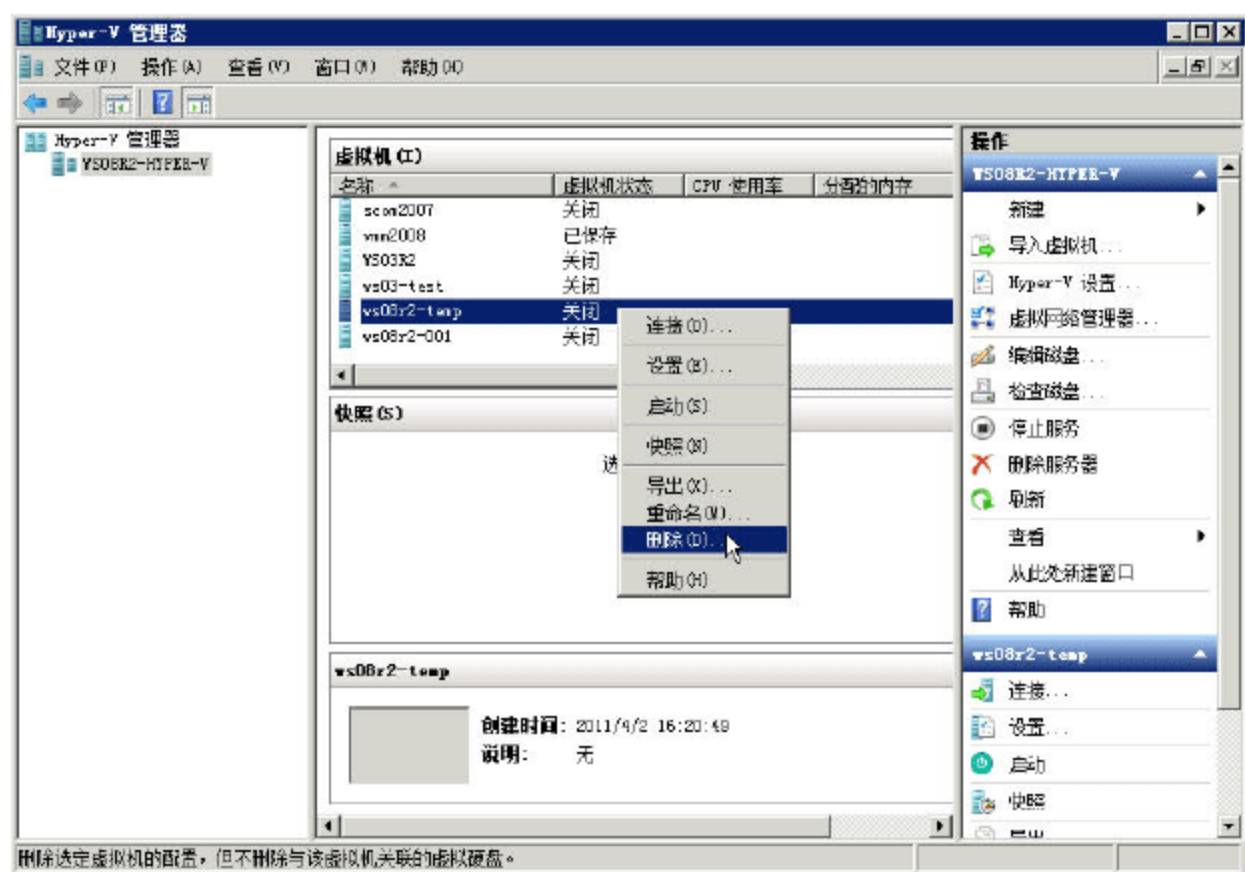 Hyper-V 管理器
文件(F) 操作(A) 查看(V) 窗口(W) 帮助(H)
Hyper-V 管理器
WS08R2-HYPER-V
虚拟机(I)
名称 虚拟机状态 CPU 使用率 分配的内存
scom2007 关闭
vmm2008 已保存
WS03R2 关闭
ws03-test 关闭
ws08r2-temp 关闭
ws08r2-001 关闭
快照(S)
选
连接(O)...
设置(E)...
启动(S)
快照(N)
导出(X)...
重命名(M)...
删除(D)...
帮助(H)
ws08r2-temp
创建时间: 2011/4/2 16:20:49
说明: 无
操作
WS08R2-HYPER-V
新建
导入虚拟机...
Hyper-V 设置...
虚拟网络管理器...
编辑磁盘...
检查磁盘...
停止服务
删除服务器
刷新
查看
从此处新建窗口
帮助
ws08r2-temp
连接...
设置...
启动
快照
删除选定虚拟机的配置，但不删除与该虚拟机关联的虚拟硬盘。